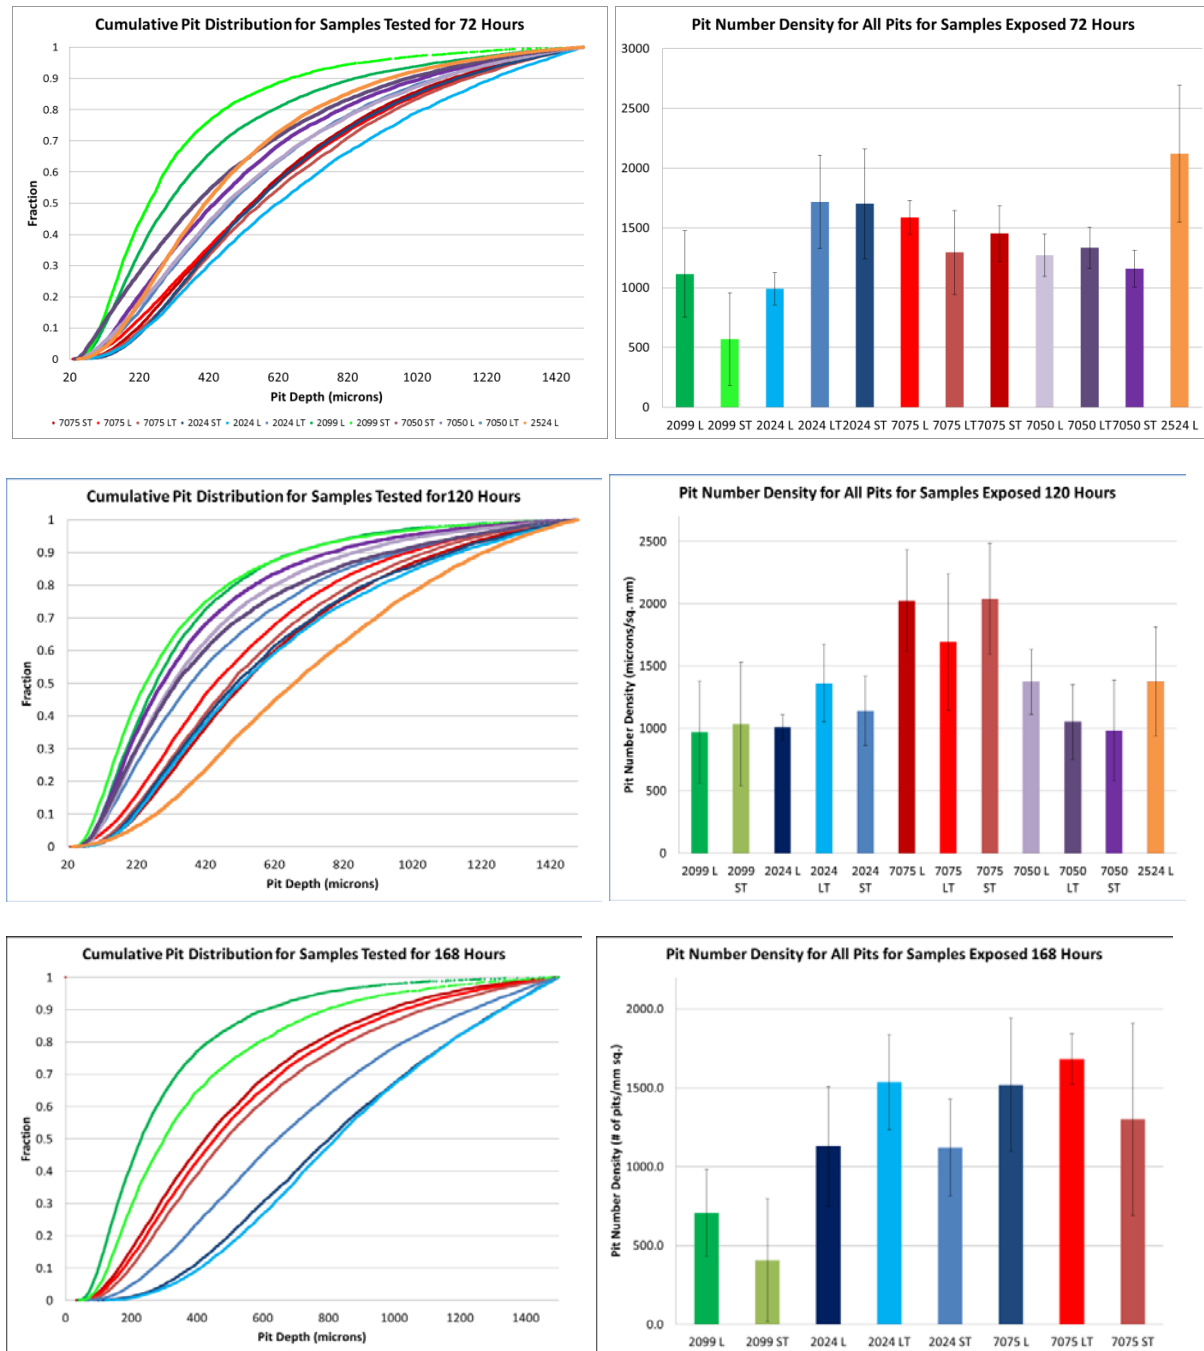 Cumulative Pit Distribution for Samples Tested for 72 Hours
1
0.9
0.8
0.7
0.6
0.5
0.4
0.3
0.2
0.1
0
Fraction
20 220 420 620 820 1020 1220 1420
Pit Depth (microns)
7075 ST 7075 L 7075 LT 2024 ST 2024 L 2024 LT 2099 L 2099 ST 7050 ST 7050 L 7050 LT 2524 L
Pit Number Density for All Pits for Samples Exposed 72 Hours
3000
2500
2000
1500
1000
500
0
2099 L 2099 ST 2024 L 2024 LT 2024 ST 7075 L 7075 LT 7075 ST 7050 L 7050 LT 7050 ST 2524 L
Cumulative Pit Distribution for Samples Tested for120 Hours
1
0.9
0.8
0.7
0.6
0.5
0.4
0.3
0.2
0.1
0
Fraction
20 220 420 620 820 1020 1220 1420
Pit Depth (microns)
Pit Number Density for All Pits for Samples Exposed 120 Hours
Pit Number Density (microns/sq. mm)
2500
2000
1500
1000
500
0
2099 L 2099 ST 2024 L 2024 LT 2024 ST 7075 L 7075 LT 7075 ST 7050 L 7050 LT 7050 ST 2524 L
Cumulative Pit Distribution for Samples Tested for 168 Hours
1
0.9
0.8
0.7
0.6
0.5
0.4
0.3
0.2
0.1
0
Fraction
0 200 400 600 800 1000 1200 1400
Pit Depth (microns)
Pit Number Density for All Pits for Samples Exposed 168 Hours
Pit Number Density (# of pits/mm sq.)
2000.0
1500.0
1000.0
500.0
0.0
2099 L 2099 ST 2024 L 2024 LT 2024 ST 7075 L 7075 LT 7075 ST